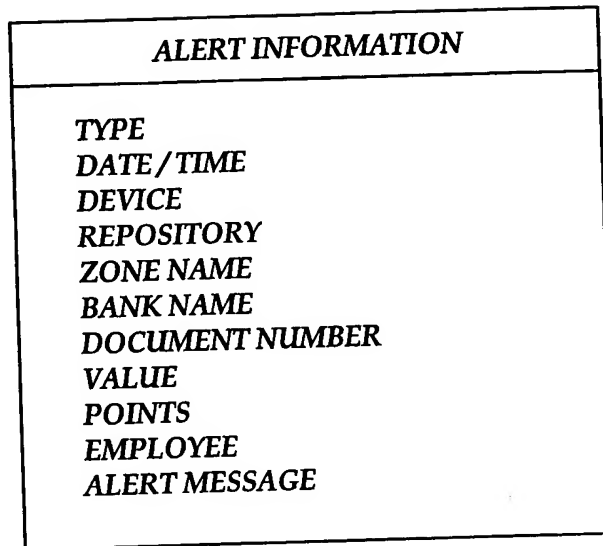 ALERT INFORMATION
TYPE
DATE / TIME
DEVICE
REPOSITORY
ZONE NAME
BANK NAME
DOCUMENT NUMBER
VALUE
POINTS
EMPLOYEE
ALERT MESSAGE